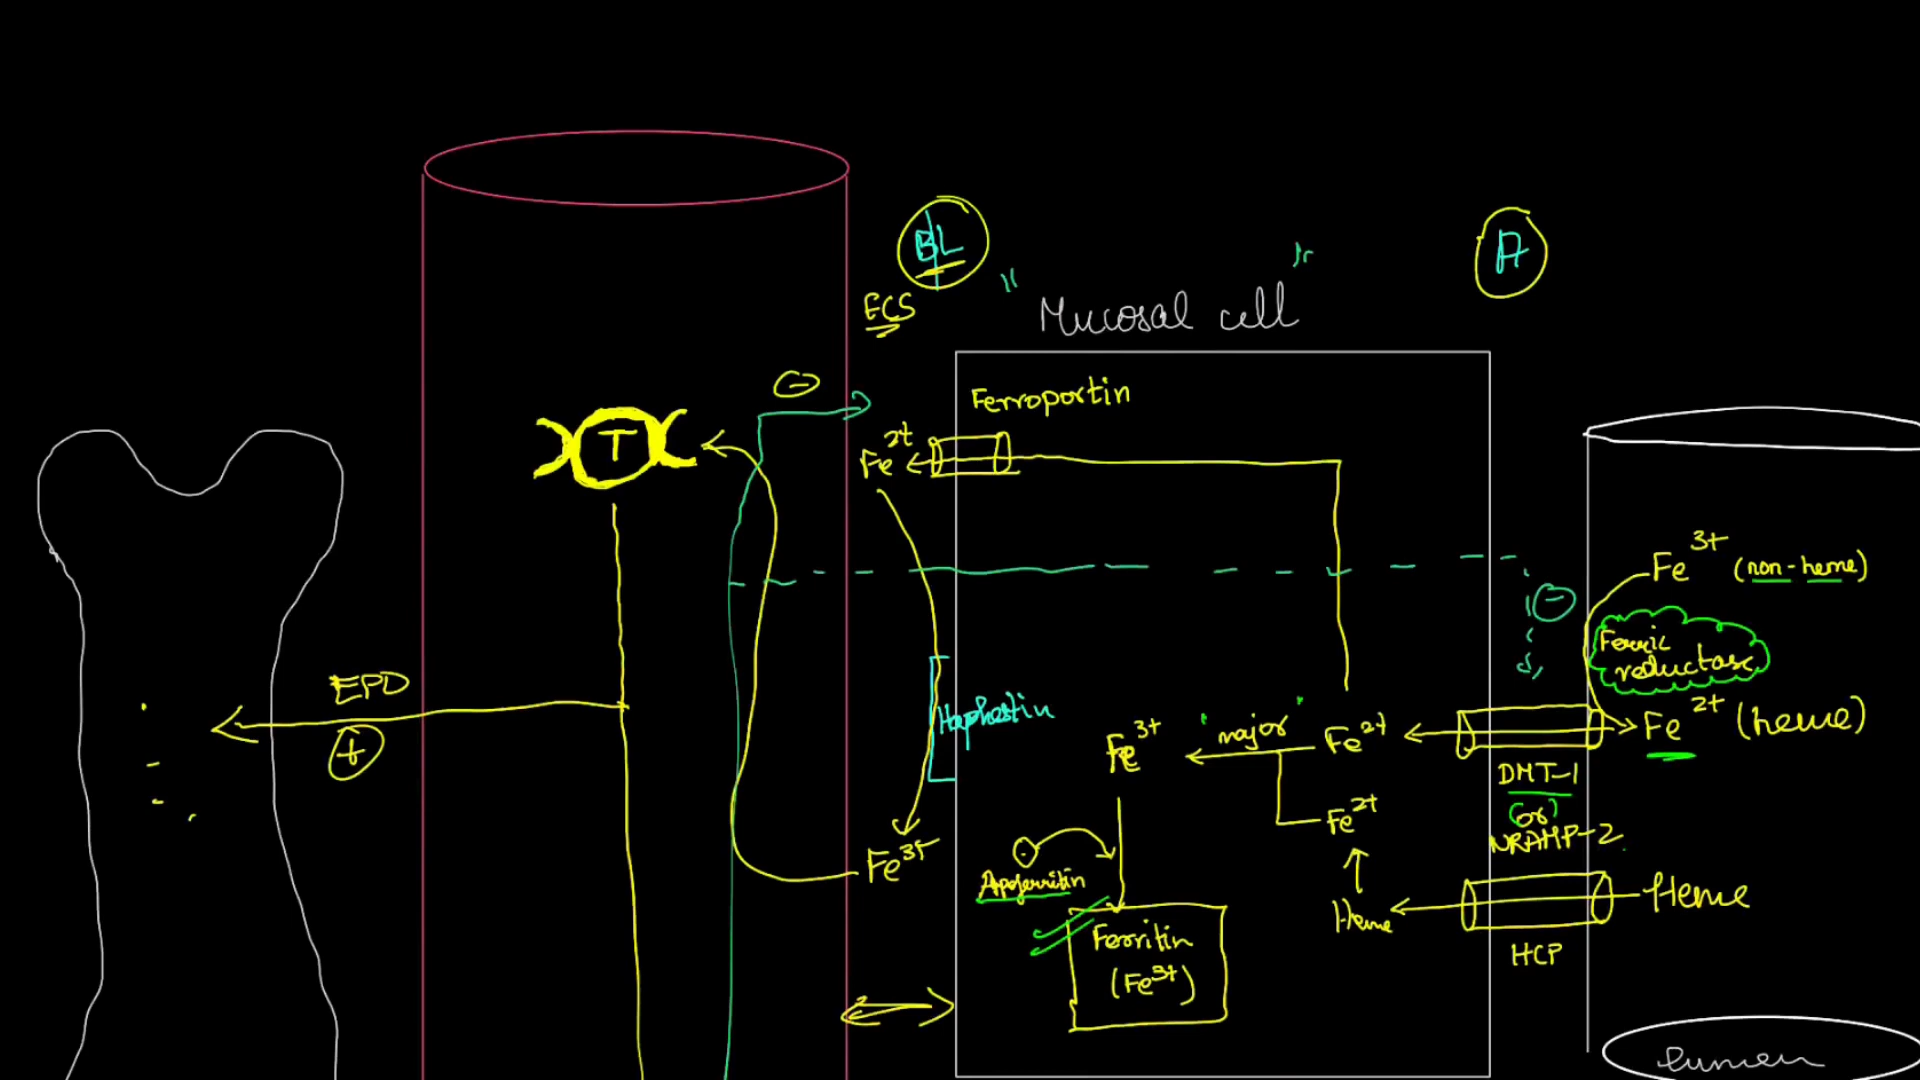 BL
A
ECS
"Mucosal cell"
Ferroportin
T
Fe2+
Fe3+ (non-heme)
Ferric
reductase
EPO
+
Haphestin
Fe3+
"major"
Fe2+
Fe2+ (heme)
DMT-1
(or)
NRAMP-2
Fe2+
Fe3+
Apoferritin
Heme
Heme
HCP
Ferritin
(Fe3+)
lumen